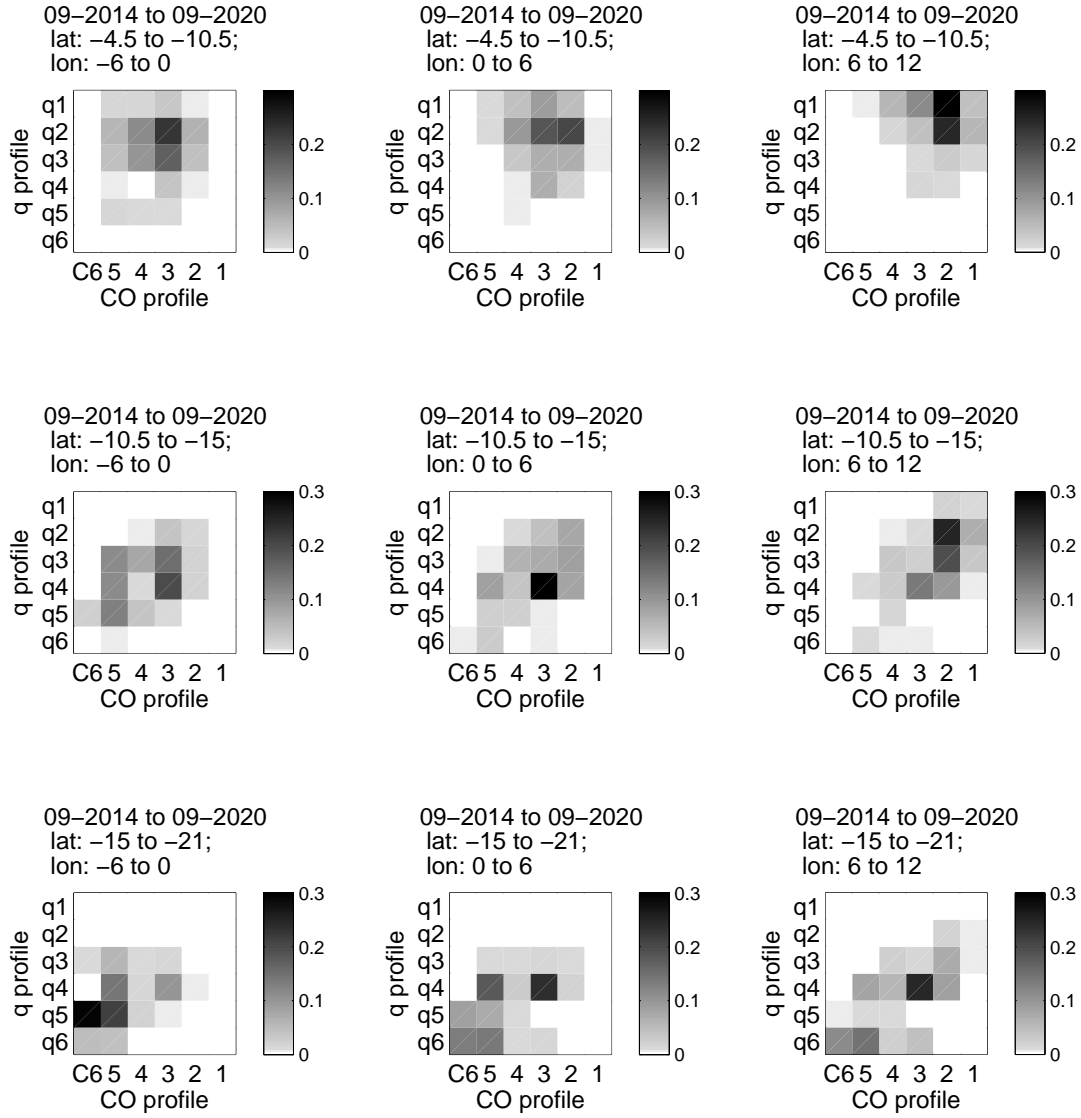 09−2014 to 09−2020
lat: −4.5 to −10.5;
lon: −6 to 0
q1
q2
q3
q4
q5
q6
q profile
C6 5 4 3 2 1
CO profile
0.2
0.1
0
09−2014 to 09−2020
lat: −4.5 to −10.5;
lon: 0 to 6
q1
q2
q3
q4
q5
q6
q profile
C6 5 4 3 2 1
CO profile
0.2
0.1
0
09−2014 to 09−2020
lat: −4.5 to −10.5;
lon: 6 to 12
q1
q2
q3
q4
q5
q6
q profile
C6 5 4 3 2 1
CO profile
0.2
0.1
0
09−2014 to 09−2020
lat: −10.5 to −15;
lon: −6 to 0
q1
q2
q3
q4
q5
q6
q profile
C6 5 4 3 2 1
CO profile
0.3
0.2
0.1
0
09−2014 to 09−2020
lat: −10.5 to −15;
lon: 0 to 6
q1
q2
q3
q4
q5
q6
q profile
C6 5 4 3 2 1
CO profile
0.3
0.2
0.1
0
09−2014 to 09−2020
lat: −10.5 to −15;
lon: 6 to 12
q1
q2
q3
q4
q5
q6
q profile
C6 5 4 3 2 1
CO profile
0.3
0.2
0.1
0
09−2014 to 09−2020
lat: −15 to −21;
lon: −6 to 0
q1
q2
q3
q4
q5
q6
q profile
C6 5 4 3 2 1
CO profile
0.3
0.2
0.1
0
09−2014 to 09−2020
lat: −15 to −21;
lon: 0 to 6
q1
q2
q3
q4
q5
q6
q profile
C6 5 4 3 2 1
CO profile
0.3
0.2
0.1
0
09−2014 to 09−2020
lat: −15 to −21;
lon: 6 to 12
q1
q2
q3
q4
q5
q6
q profile
C6 5 4 3 2 1
CO profile
0.3
0.2
0.1
0